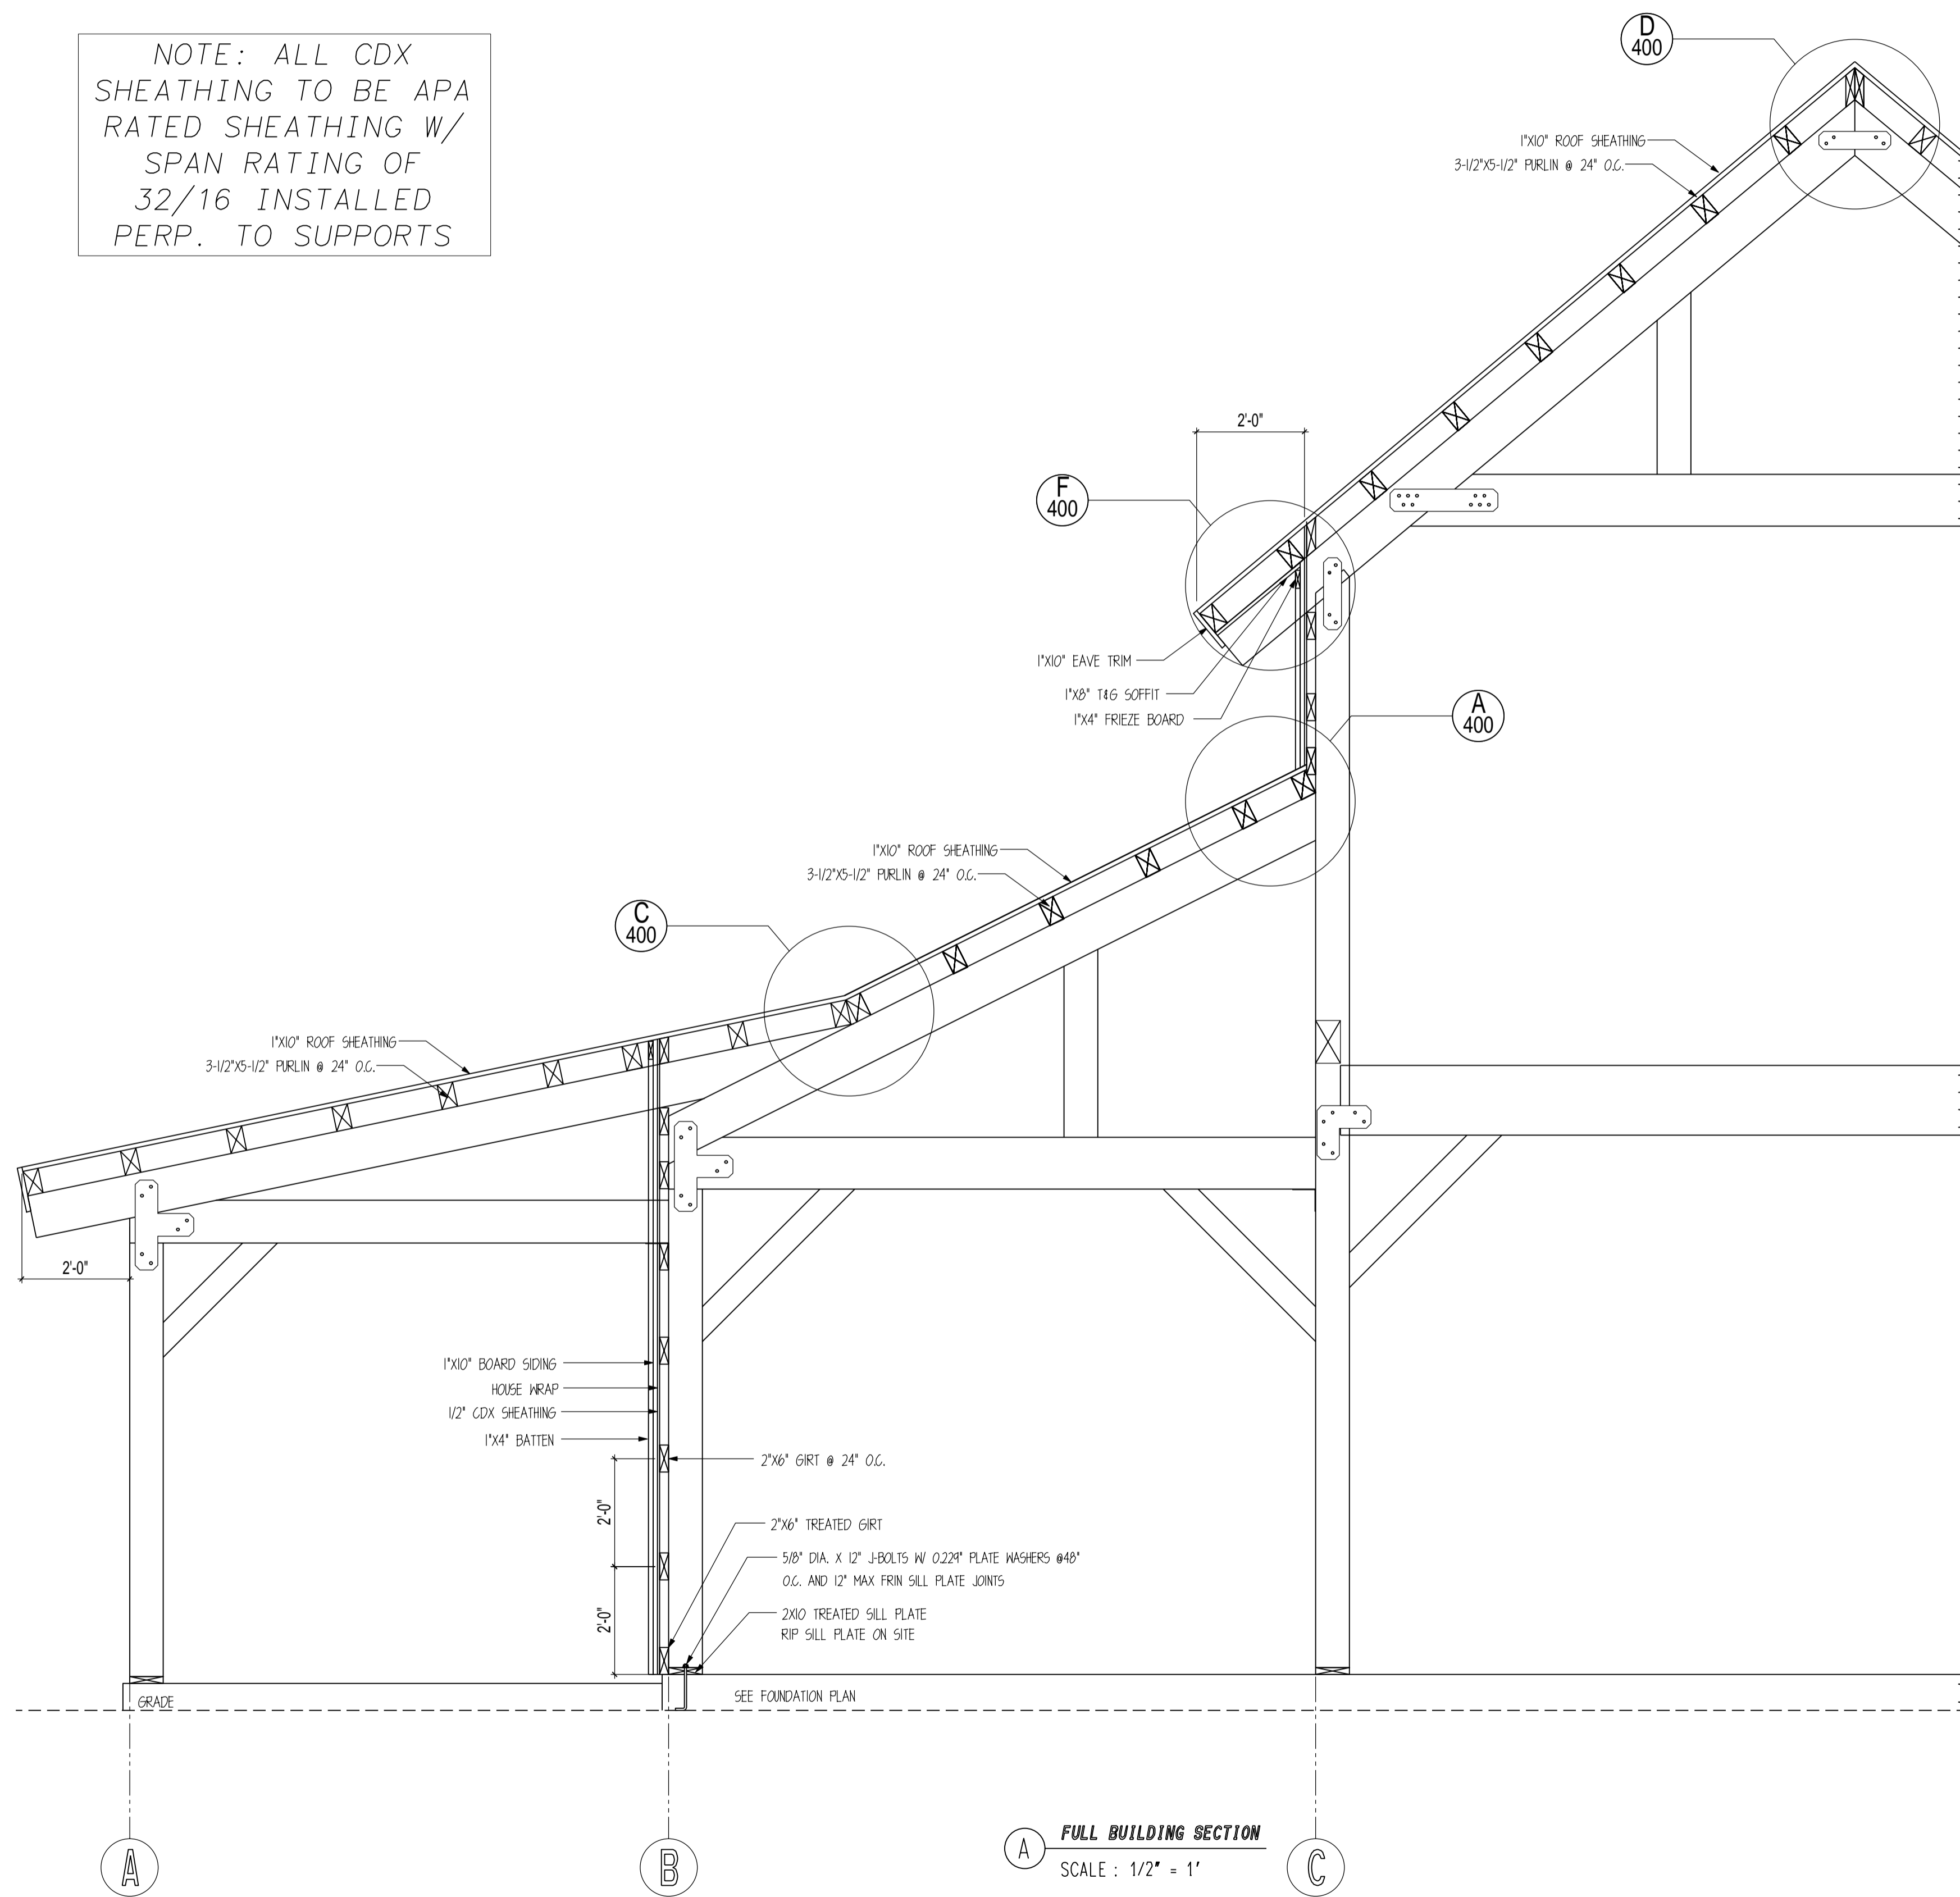 NOTE: ALL CDX
SHEATHING TO BE APA
RATED SHEATHING W/
SPAN RATING OF
32/16 INSTALLED
PERP. TO SUPPORTS
D
400
1"X10" ROOF SHEATHING
3-1/2"X5-1/2" PURLIN @ 24" O.C.
2'-0"
F
400
1"X10" EAVE TRIM
1"X8" T&G SOFFIT
1"X4" FRIEZE BOARD
A
400
1"X10" ROOF SHEATHING
3-1/2"X5-1/2" PURLIN @ 24" O.C.
C
400
1"X10" ROOF SHEATHING
3-1/2"X5-1/2" PURLIN @ 24" O.C.
2'-0"
1"X10" BOARD SIDING
HOUSE WRAP
1/2" CDX SHEATHING
1"X4" BATTEN
2"X6" GIRT @ 24" O.C.
2'-0"
2"X6" TREATED GIRT
5/8" DIA. X 12" J-BOLTS W/ 0.229" PLATE WASHERS @48"
O.C. AND 12" MAX FRIN SILL PLATE JOINTS
2'-0"
2X10 TREATED SILL PLATE
RIP SILL PLATE ON SITE
GRADE
SEE FOUNDATION PLAN
A
B
C
A
FULL BUILDING SECTION
SCALE : 1/2" = 1'